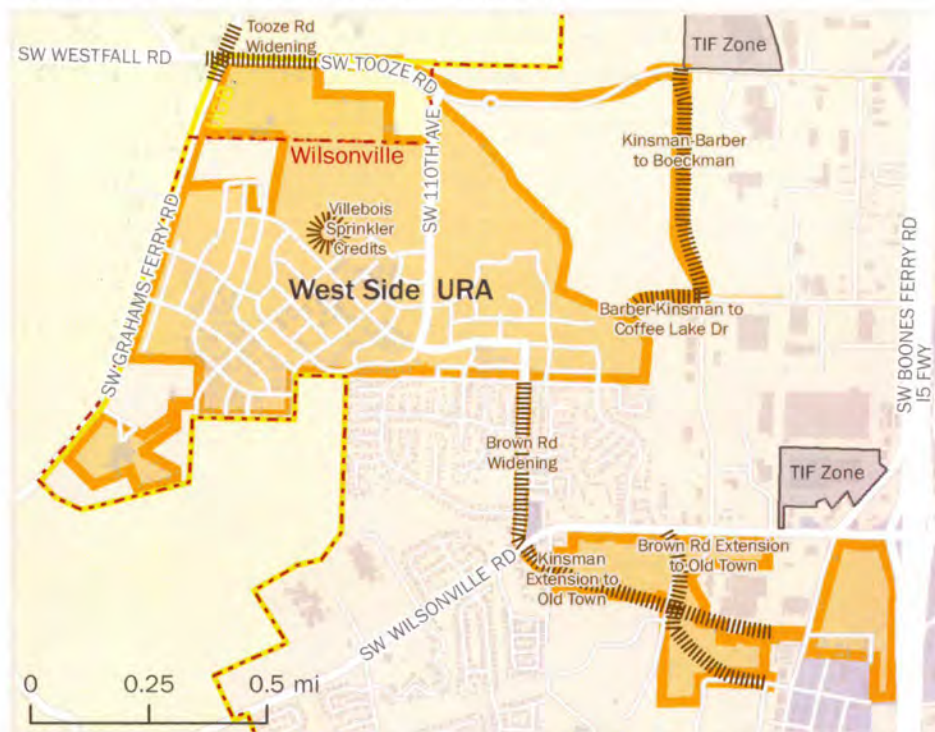 Tooze Rd
Widening
TIF Zone
SW WESTFALL RD
SW TOOZE RD
Kinsman-Barber
to Boeckman
Wilsonville
SW 110TH AVE
Villebois
Sprinkler
Credits
SW GRAHAMS FERRY RD
West Side URA
Barber-Kinsman to
Coffee Lake Dr
SW BOONES FERRY RD
I5 FWY
Brown Rd
Widening
TIF Zone
SW WILSONVILLE RD
Kinsman
Extension to
Old Town
Brown Rd Extension
to Old Town
0 0.25 0.5 mi